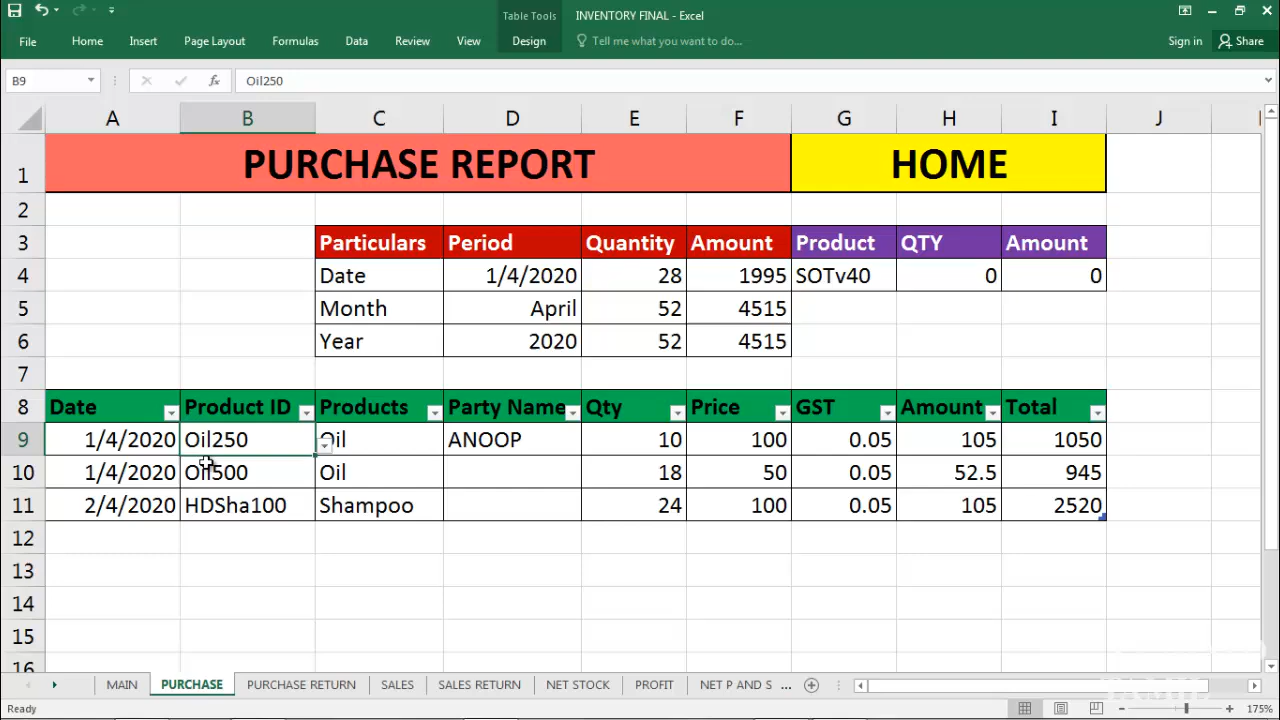 Table Tools
INVENTORY FINAL - Excel
File Home Insert Page Layout Formulas Data Review View Design Tell me what you want to do... Sign in Share
B9 fx Oil250
A B C D E F G H I J
1 PURCHASE REPORT HOME
2
3 Particulars Period Quantity Amount Product QTY Amount
4 Date 1/4/2020 28 1995 SOTv40 0 0
5 Month April 52 4515
6 Year 2020 52 4515
7
8 Date Product ID Products Party Name Qty Price GST Amount Total
9 1/4/2020 Oil250 Oil ANOOP 10 100 0.05 105 1050
10 1/4/2020 Oil500 Oil 18 50 0.05 52.5 945
11 2/4/2020 HDSha100 Shampoo 24 100 0.05 105 2520
12
13
14
15
16
MAIN PURCHASE PURCHASE RETURN SALES SALES RETURN NET STOCK PROFIT NET P AND S ...
Ready 175%